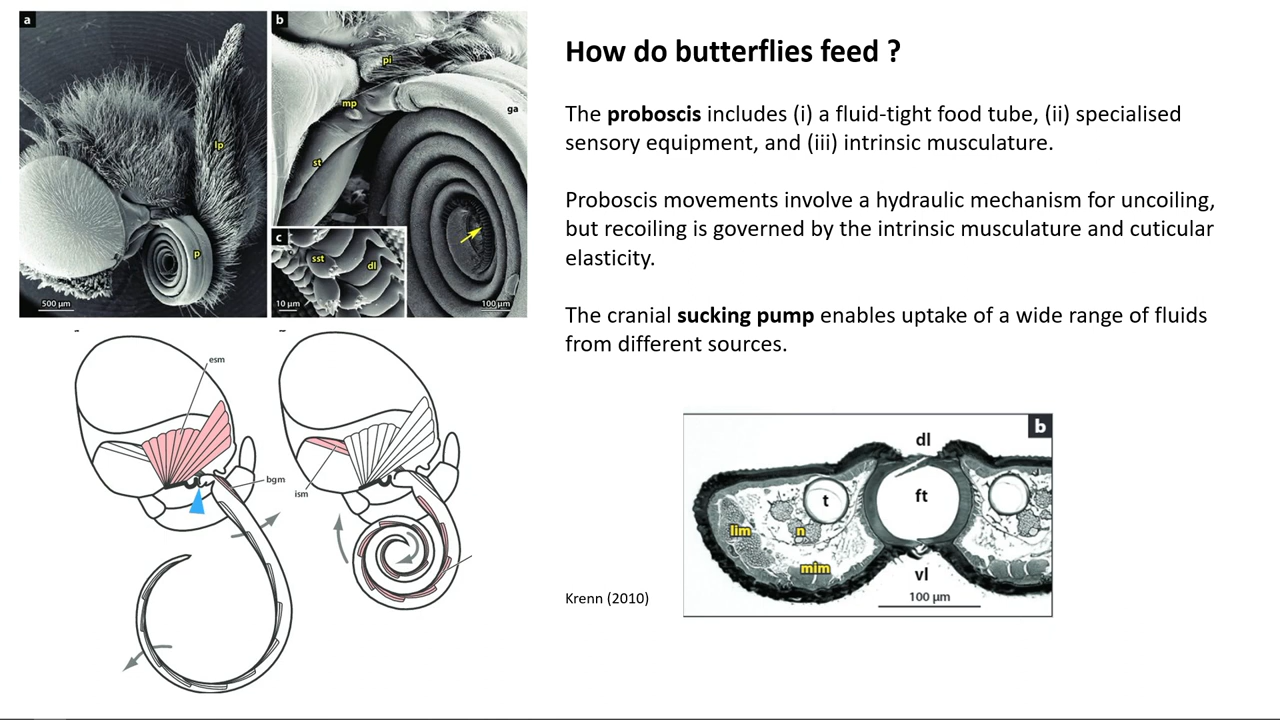 a
b
pi
mp
ga
lp
st
p
c
sst
dl
500 µm
10 µm
100 µm
How do butterflies feed ?
The proboscis includes (i) a fluid-tight food tube, (ii) specialised
sensory equipment, and (iii) intrinsic musculature.
Proboscis movements involve a hydraulic mechanism for uncoiling,
but recoiling is governed by the intrinsic musculature and cuticular
elasticity.
The cranial sucking pump enables uptake of a wide range of fluids
from different sources.
esm
bgm
ism
b
dl
t
ft
lim
n
mim
vl
100 µm
Krenn (2010)